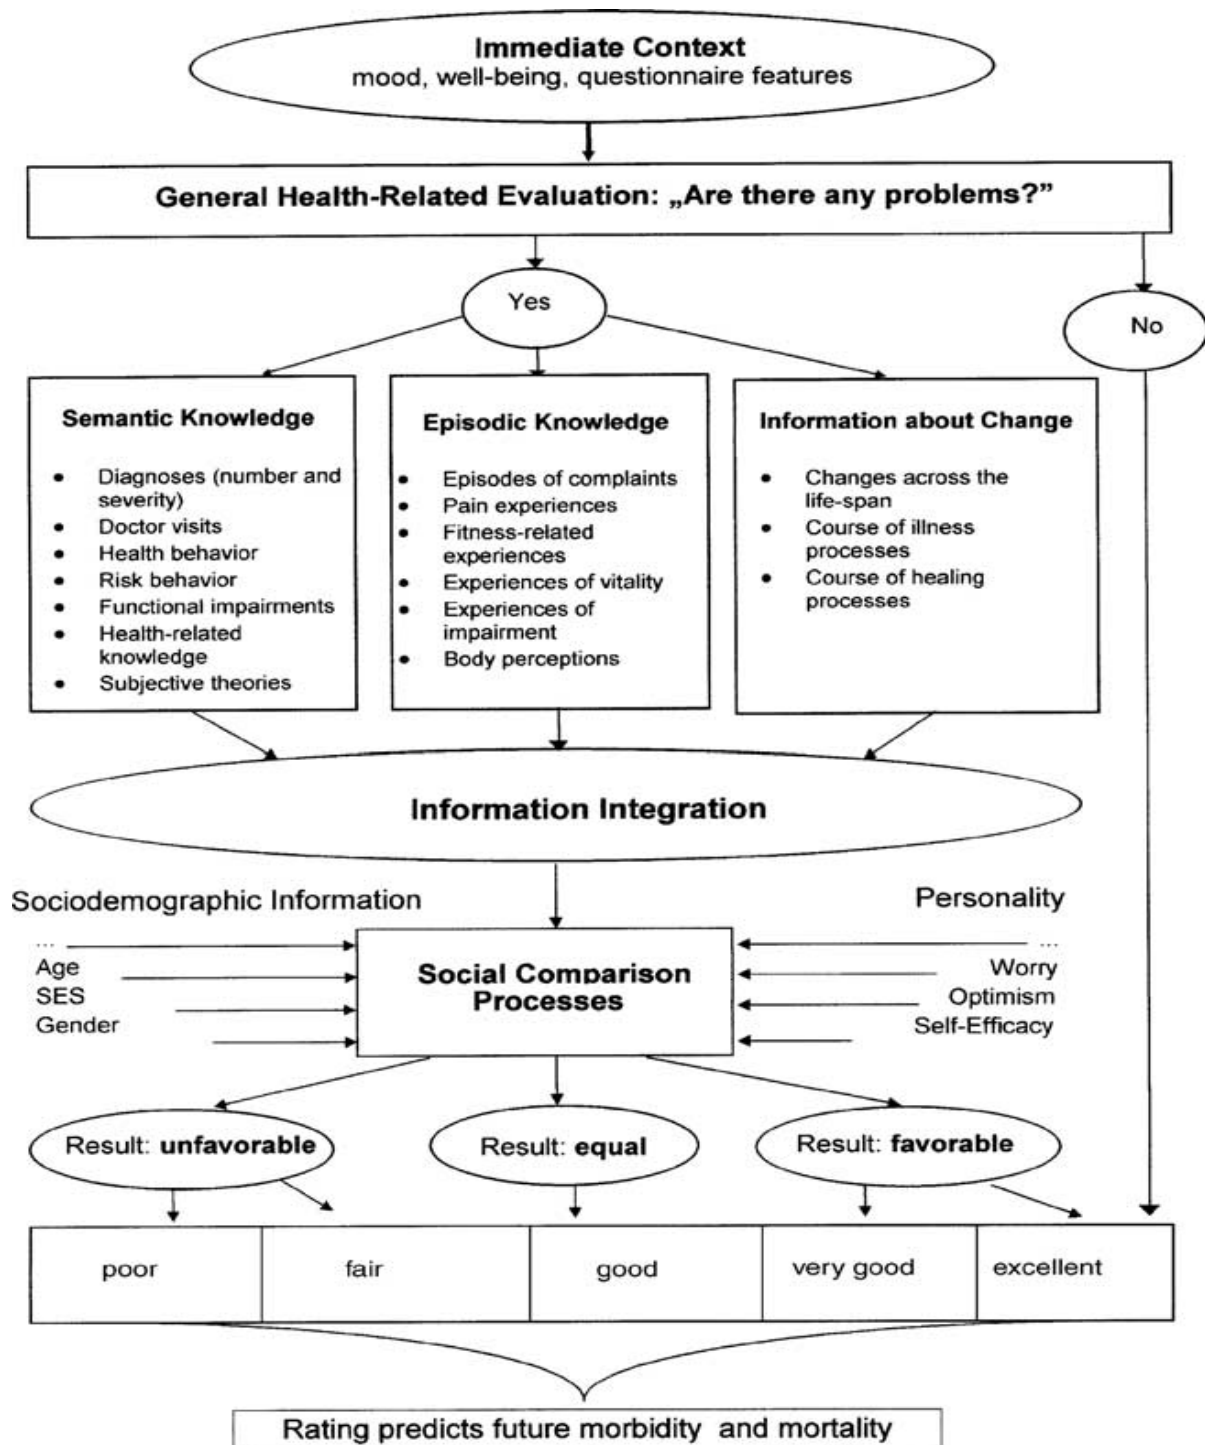 Immediate Context
mood, well-being, questionnaire features
General Health-Related Evaluation: „Are there any problems?”
Yes
No
Semantic Knowledge
• Diagnoses (number and
severity)
• Doctor visits
• Health behavior
• Risk behavior
• Functional impairments
• Health-related
knowledge
• Subjective theories
Episodic Knowledge
• Episodes of complaints
• Pain experiences
• Fitness-related
experiences
• Experiences of vitality
• Experiences of
impairment
• Body perceptions
Information about Change
• Changes across the
life-span
• Course of illness
processes
• Course of healing
processes
Information Integration
Sociodemographic Information
...
Age
SES
Gender
Personality
...
Worry
Optimism
Self-Efficacy
Social Comparison
Processes
Result: unfavorable
Result: equal
Result: favorable
poor
fair
good
very good
excellent
Rating predicts future morbidity and mortality